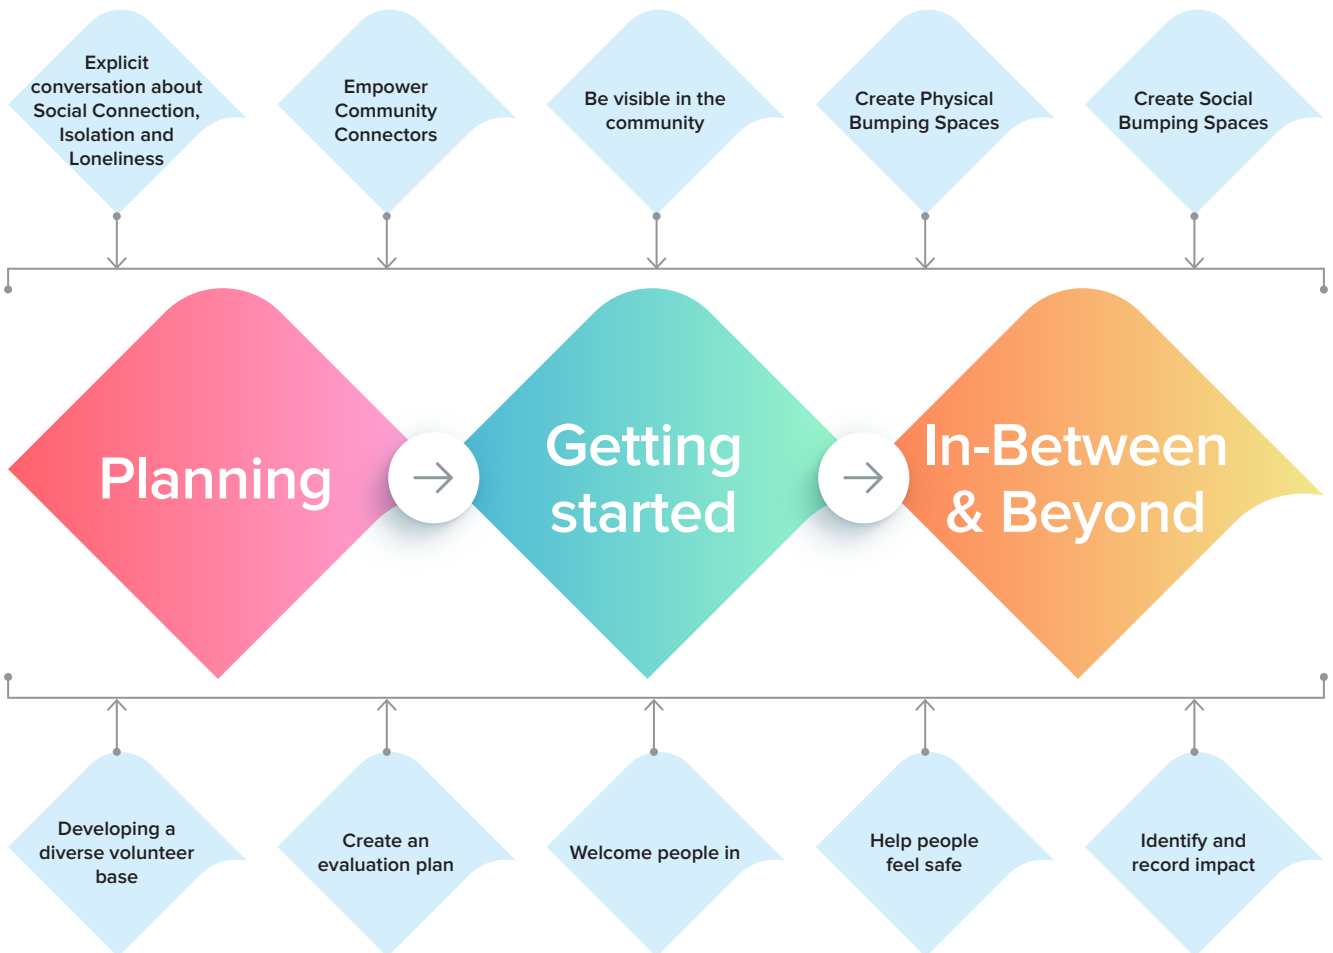 Explicit
conversation about
Social Connection,
Isolation and
Loneliness
Empower
Community
Connectors
Be visible in the
community
Create Physical
Bumping Spaces
Create Social
Bumping Spaces
Planning
Getting
started
In-Between
& Beyond
Developing a
diverse volunteer
base
Create an
evaluation plan
Welcome people in
Help people
feel safe
Identify and
record impact